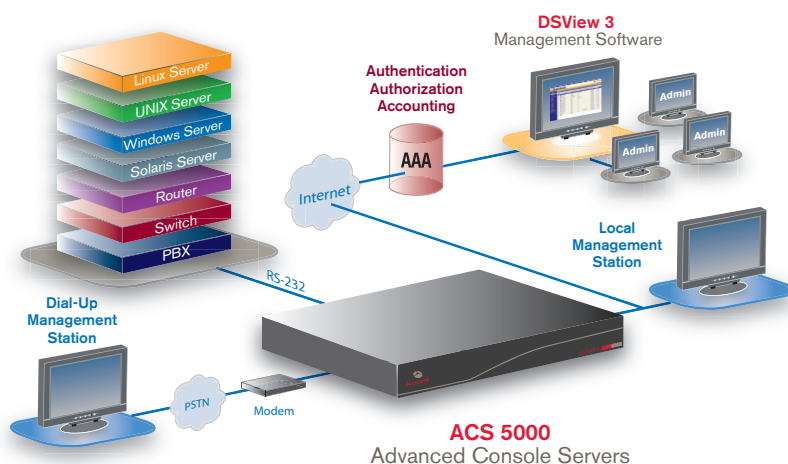 DSView 3
Management Software
Linux Server
UNIX Server
Windows Server
Solaris Server
Router
Switch
PBX
Authentication
Authorization
Accounting
AAA
Admin
Admin
Admin
Internet
Local
Management
Station
RS-232
Dial-Up
Management
Station
PSTN
Modem
ACS 5000
Advanced Console Servers